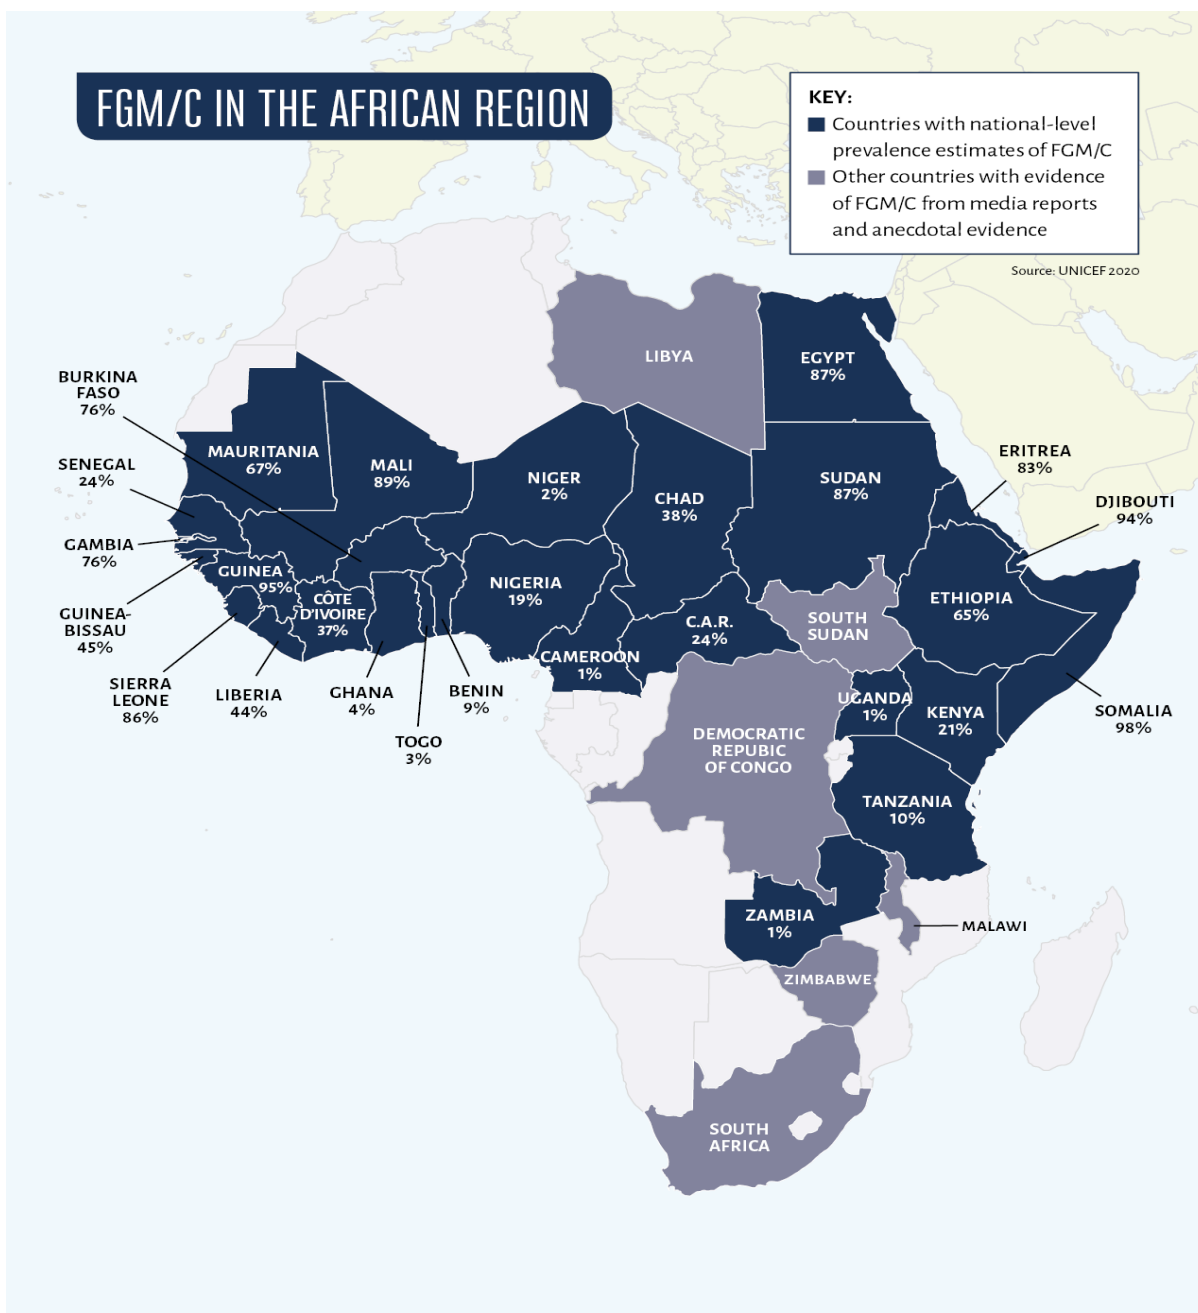 FGM/C IN THE AFRICAN REGION
KEY:
Countries with national-level
prevalence estimates of FGM/C
Other countries with evidence
of FGM/C from media reports
and anecdotal evidence
Source: UNICEF 2020
LIBYA
EGYPT
87%
BURKINA
FASO
76%
MAURITANIA
67%
MALI
89%
NIGER
2%
CHAD
38%
SUDAN
87%
ERITREA
83%
SENEGAL
24%
DJIBOUTI
94%
GAMBIA
76%
GUINEA
95%
CÔTE
D'IVOIRE
37%
NIGERIA
19%
C.A.R.
24%
SOUTH
SUDAN
ETHIOPIA
65%
GUINEA-
BISSAU
45%
CAMEROON
1%
SIERRA
LEONE
86%
LIBERIA
44%
GHANA
4%
BENIN
9%
TOGO
3%
UGANDA
1%
KENYA
21%
SOMALIA
98%
DEMOCRATIC
REPUBIC
OF CONGO
TANZANIA
10%
ZAMBIA
1%
MALAWI
ZIMBABWE
SOUTH
AFRICA